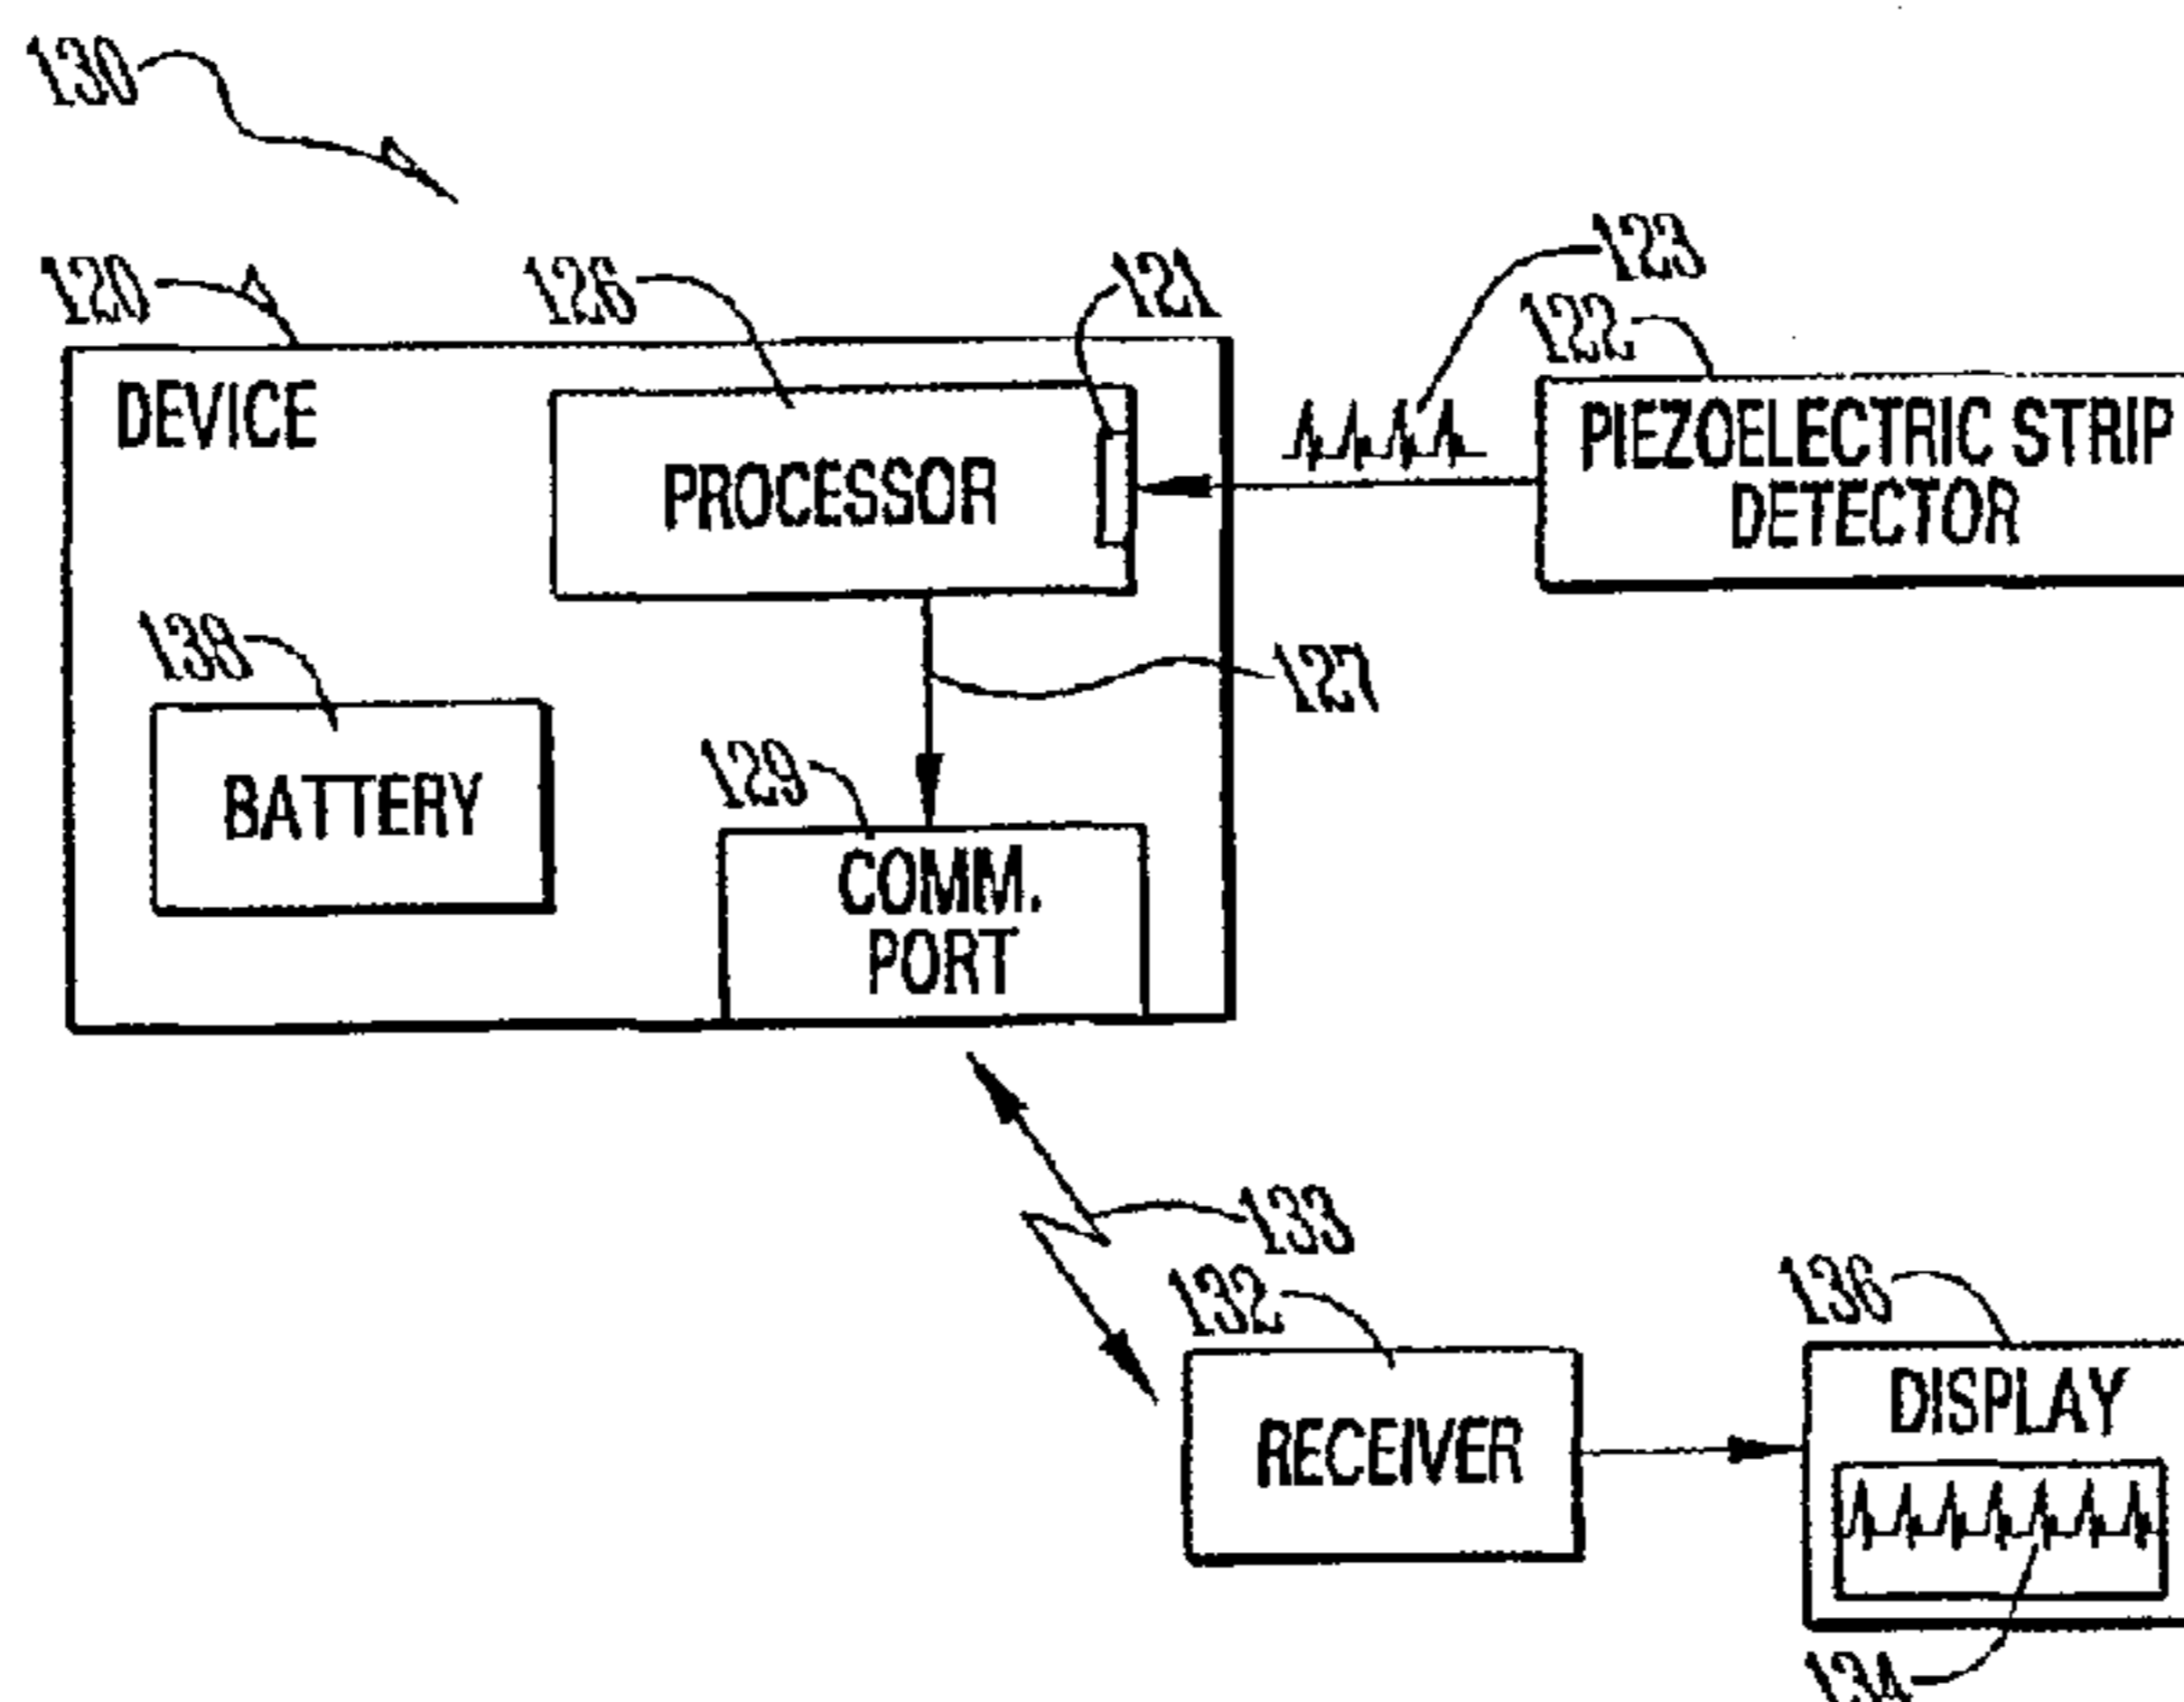 130
120
126
121
123
122
DEVICE
PROCESSOR
PIEZOELECTRIC STRIP
DETECTOR
138
127
129
BATTERY
COMM.
PORT
133
132
136
RECEIVER
DISPLAY
134